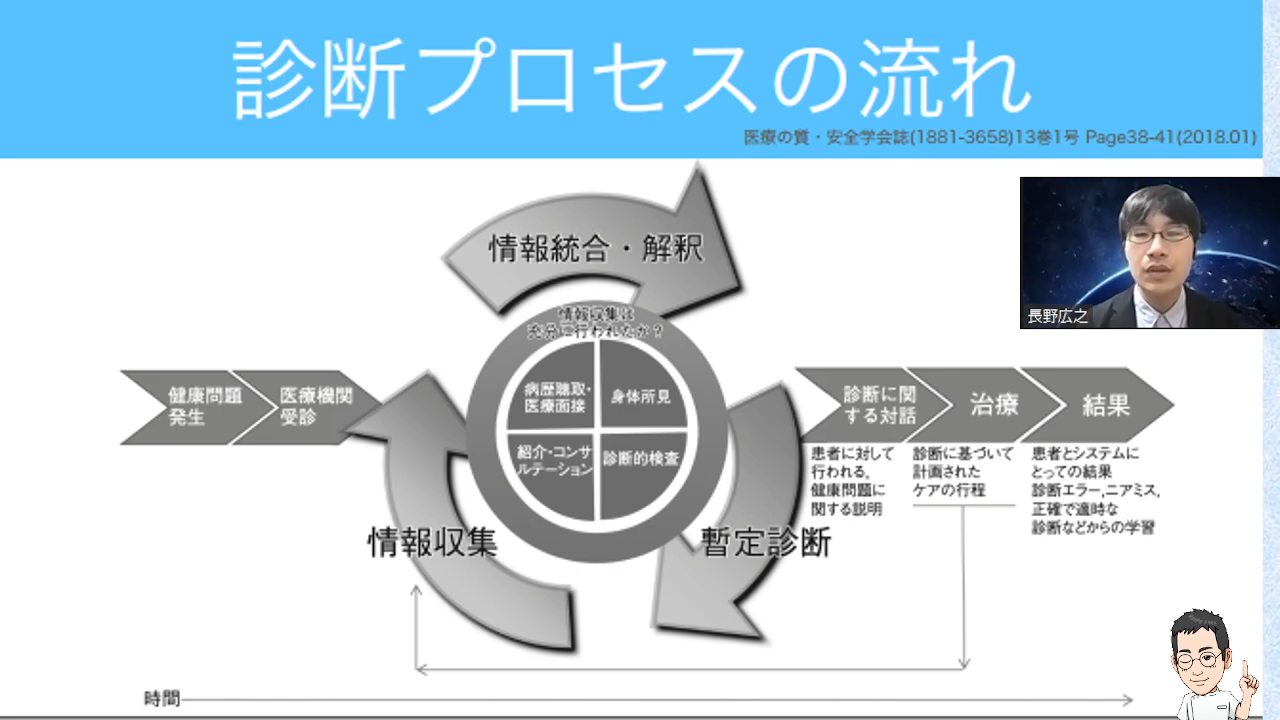 診断プロセスの流れ
医療の質・安全学会誌(1881-3658)13巻1号 Page38-41(2018.01)
情報統合・解釈
長野広之
情報収集は
充分に行われたか？
健康問題
発生
医療機関
受診
病歴聴取・
医療面接
身体所見
紹介・コンサ
ルテーション
診断的検査
診断に関
する対話
治療
結果
患者に対して
行われる。
健康問題に
関する説明
診断に基づいて
計画された
ケアの行程
患者とシステムに
とっての結果
診断エラー,ニアミス,
正確で適時な
診断などからの学習
情報収集
暫定診断
時間